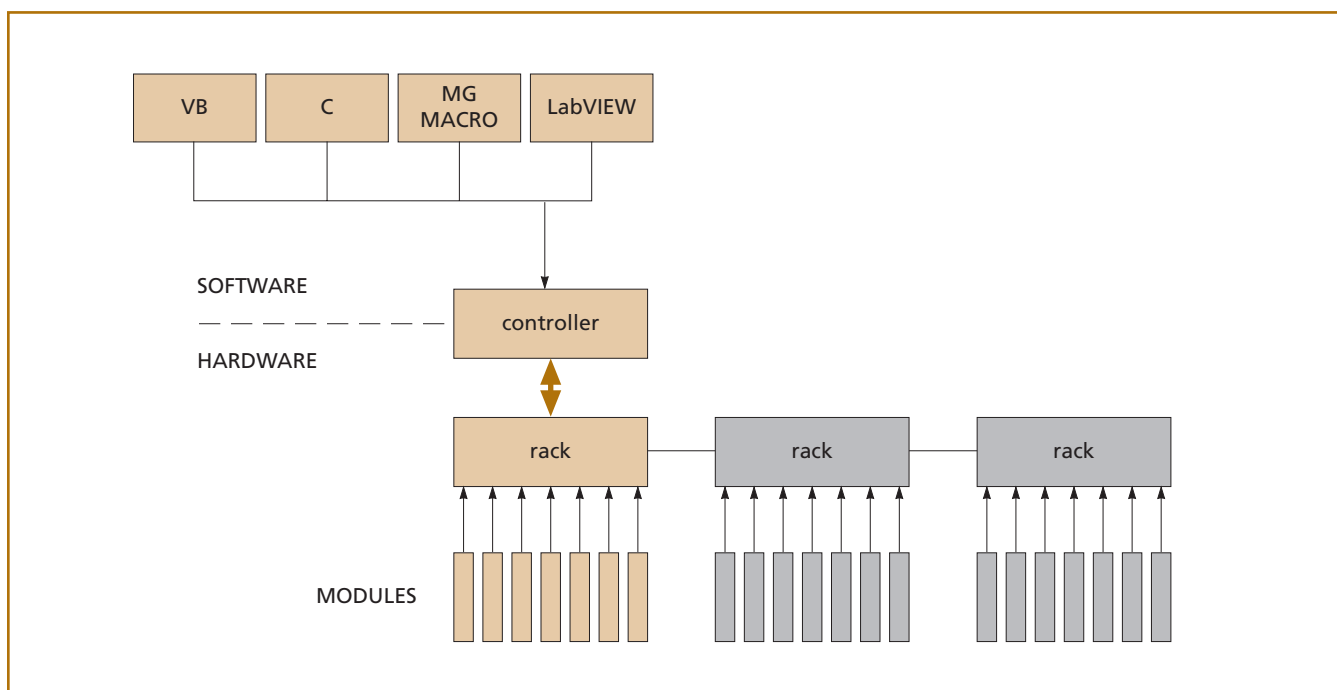 VB
C
MG
MACRO
LabVIEW
SOFTWARE
controller
HARDWARE
rack
rack
rack
MODULES